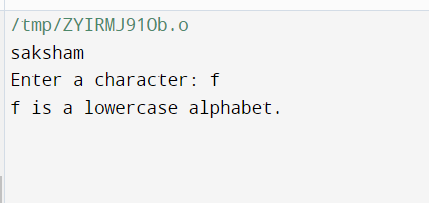 /tmp/ZYIRMJ91Ob.o
saksham
Enter a character: f
f is a lowercase alphabet.